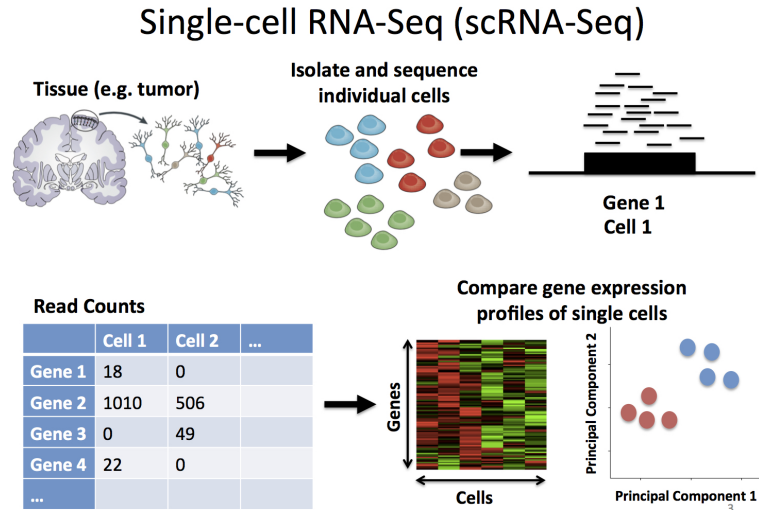 Single-cell RNA-Seq (scRNA-Seq)
Tissue (e.g. tumor)
Isolate and sequence
individual cells
Gene 1
Cell 1
Read Counts
Cell 1 Cell 2 ...
Gene 1 18 0
Gene 2 1010 506
Gene 3 0 49
Gene 4 22 0
...
Compare gene expression
profiles of single cells
Genes
Cells
Principal Component 2
Principal Component 1
3